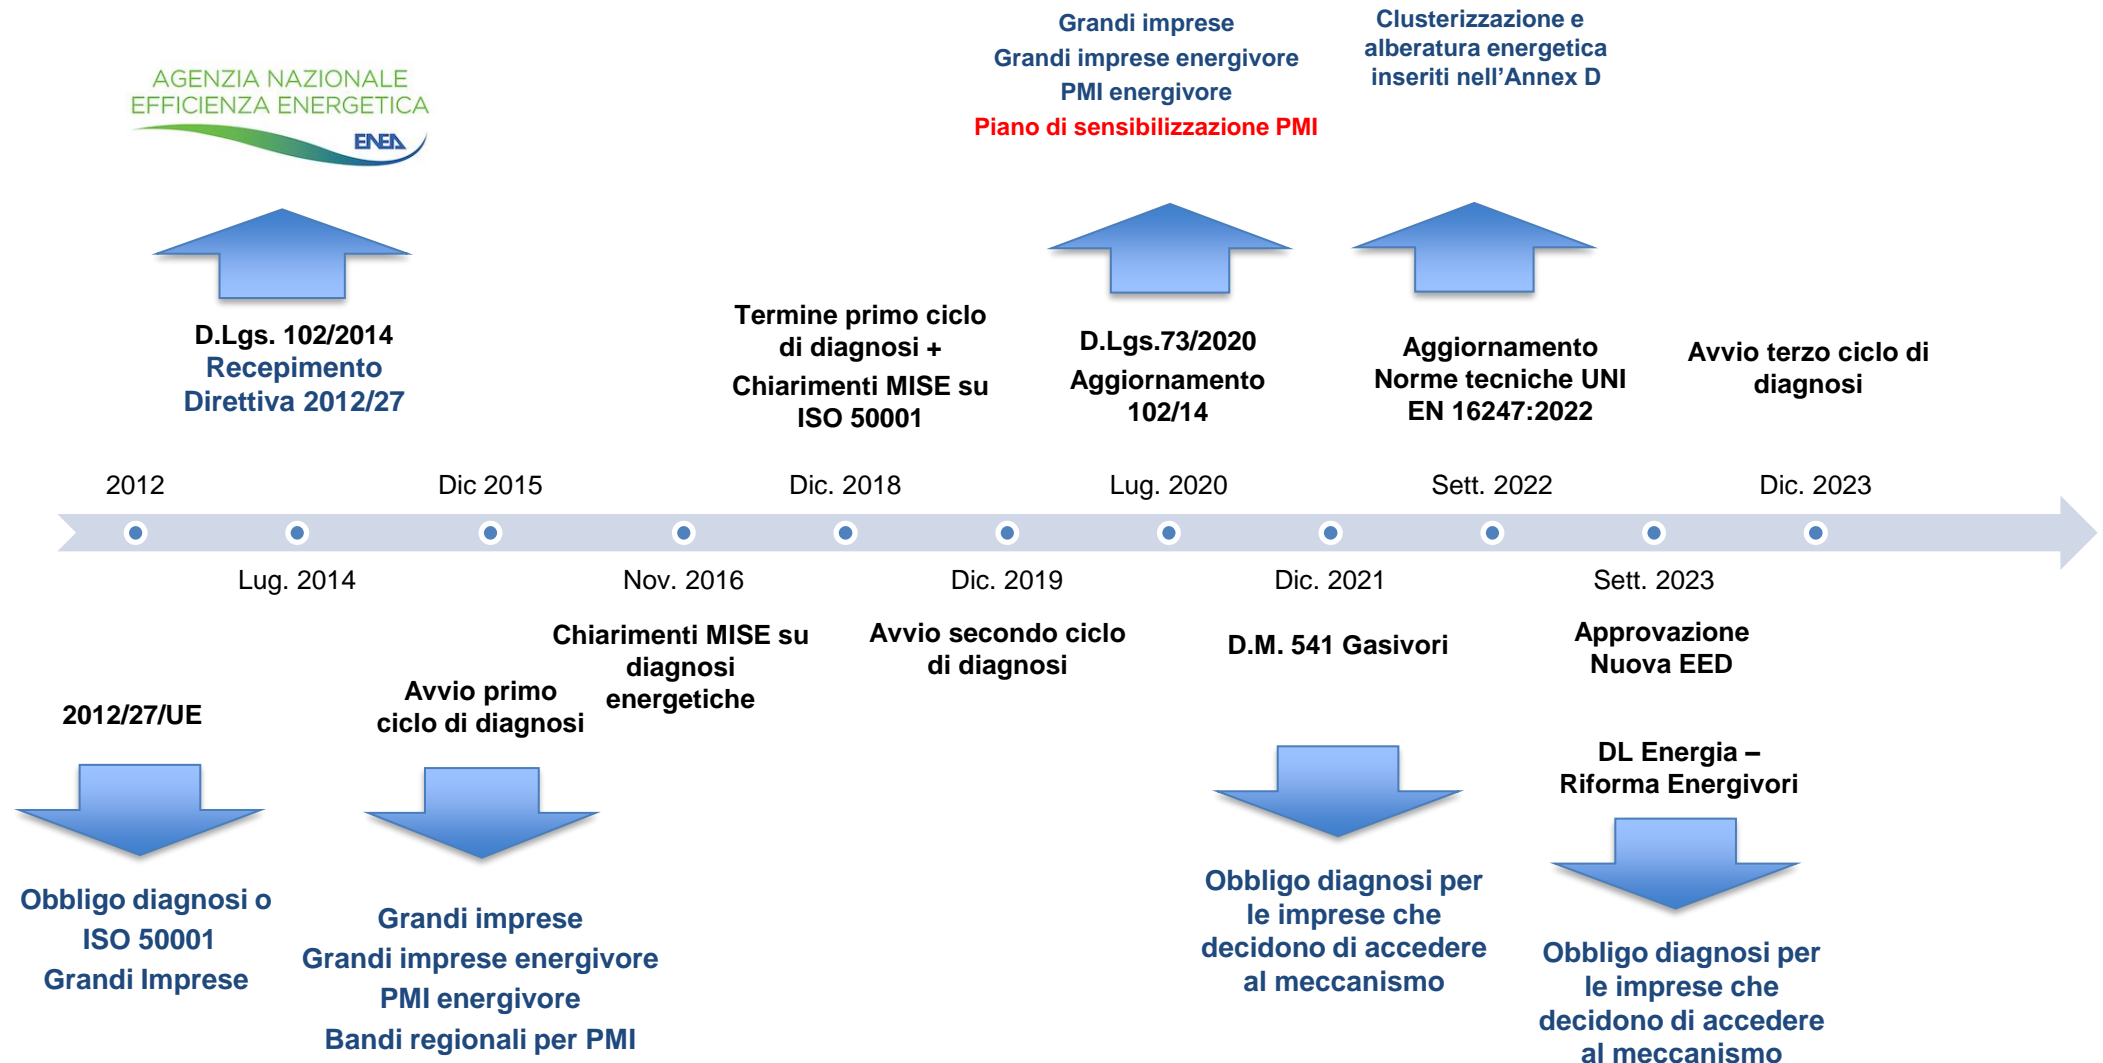 Grandi imprese
Grandi imprese energivore
PMI energivore
Piano di sensibilizzazione PMI
Clusterizzazione e
alberatura energetica
inseriti nell'Annex D
AGENZIA NAZIONALE
EFFICIENZA ENERGETICA
ENEA
D.Lgs. 102/2014
Recepimento
Direttiva 2012/27
Termine primo ciclo
di diagnosi +
Chiarimenti MISE su
ISO 50001
D.Lgs.73/2020
Aggiornamento
102/14
Aggiornamento
Norme tecniche UNI
EN 16247:2022
Avvio terzo ciclo di
diagnosi
2012
Dic 2015
Dic. 2018
Lug. 2020
Sett. 2022
Dic. 2023
Lug. 2014
Nov. 2016
Dic. 2019
Dic. 2021
Sett. 2023
2012/27/UE
Avvio primo
ciclo di diagnosi
Chiarimenti MISE su
diagnosi
energetiche
Avvio secondo ciclo
di diagnosi
D.M. 541 Gasivori
Approvazione
Nuova EED
DL Energia –
Riforma Energivori
Obbligo diagnosi o
ISO 50001
Grandi Imprese
Grandi imprese
Grandi imprese energivore
PMI energivore
Bandi regionali per PMI
Obbligo diagnosi per
le imprese che
decidono di accedere
al meccanismo
Obbligo diagnosi per
le imprese che
decidono di accedere
al meccanismo